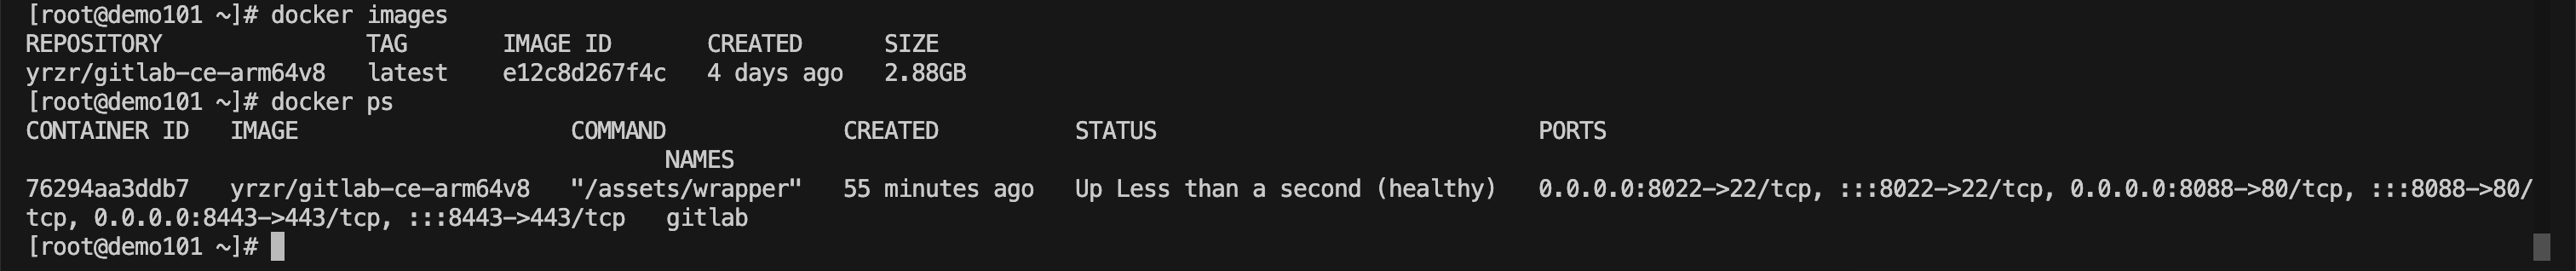 [root@demo101 ~]# docker images
REPOSITORY               TAG       IMAGE ID       CREATED      SIZE
yrzr/gitlab-ce-arm64v8   latest    e12c8d267f4c   4 days ago   2.88GB
[root@demo101 ~]# docker ps
CONTAINER ID   IMAGE                    COMMAND             CREATED          STATUS                            PORTS
                                               NAMES
76294aa3ddb7   yrzr/gitlab-ce-arm64v8   "/assets/wrapper"   55 minutes ago   Up Less than a second (healthy)   0.0.0.0:8022->22/tcp, :::8022->22/tcp, 0.0.0.0:8088->80/tcp, :::8088->80/
tcp, 0.0.0.0:8443->443/tcp, :::8443->443/tcp   gitlab
[root@demo101 ~]#